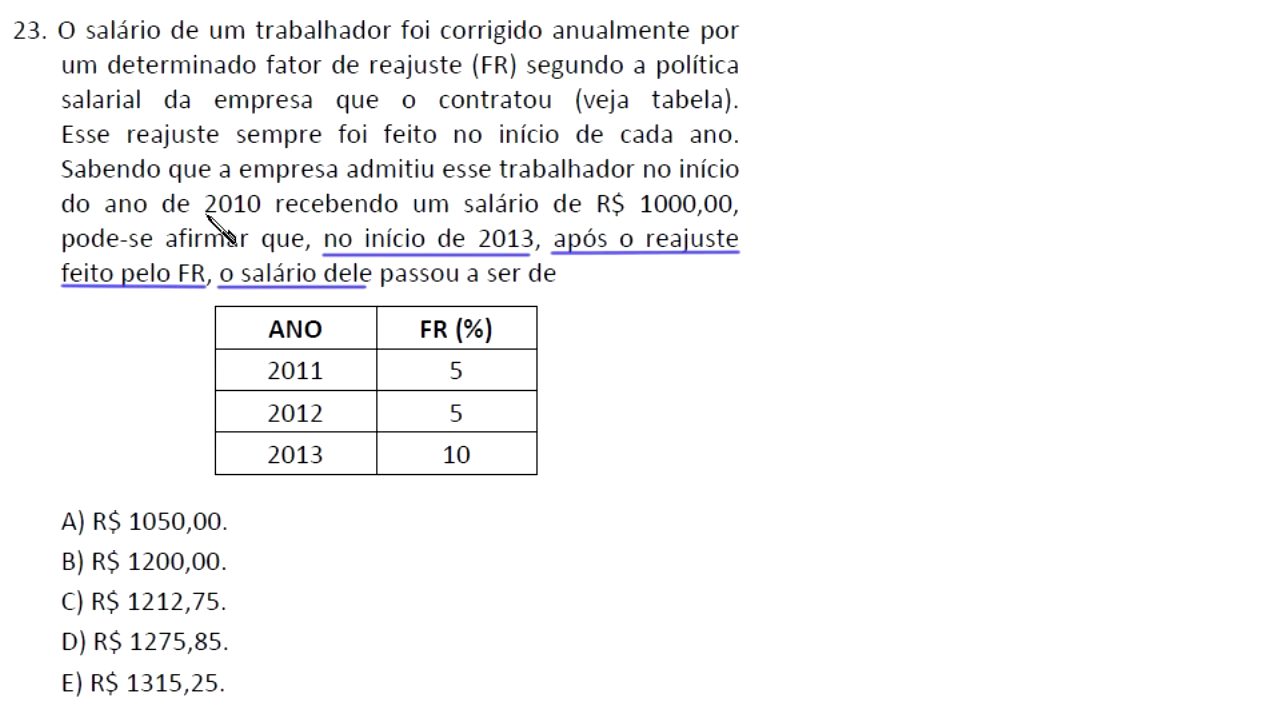 23. O salário de um trabalhador foi corrigido anualmente por
um determinado fator de reajuste (FR) segundo a política
salarial da empresa que o contratou (veja tabela).
Esse reajuste sempre foi feito no início de cada ano.
Sabendo que a empresa admitiu esse trabalhador no início
do ano de 2010 recebendo um salário de R$ 1000,00,
pode-se afirmar que, no início de 2013, após o reajuste
feito pelo FR, o salário dele passou a ser de
ANO FR (%)
2011 5
2012 5
2013 10
A) R$ 1050,00.
B) R$ 1200,00.
C) R$ 1212,75.
D) R$ 1275,85.
E) R$ 1315,25.